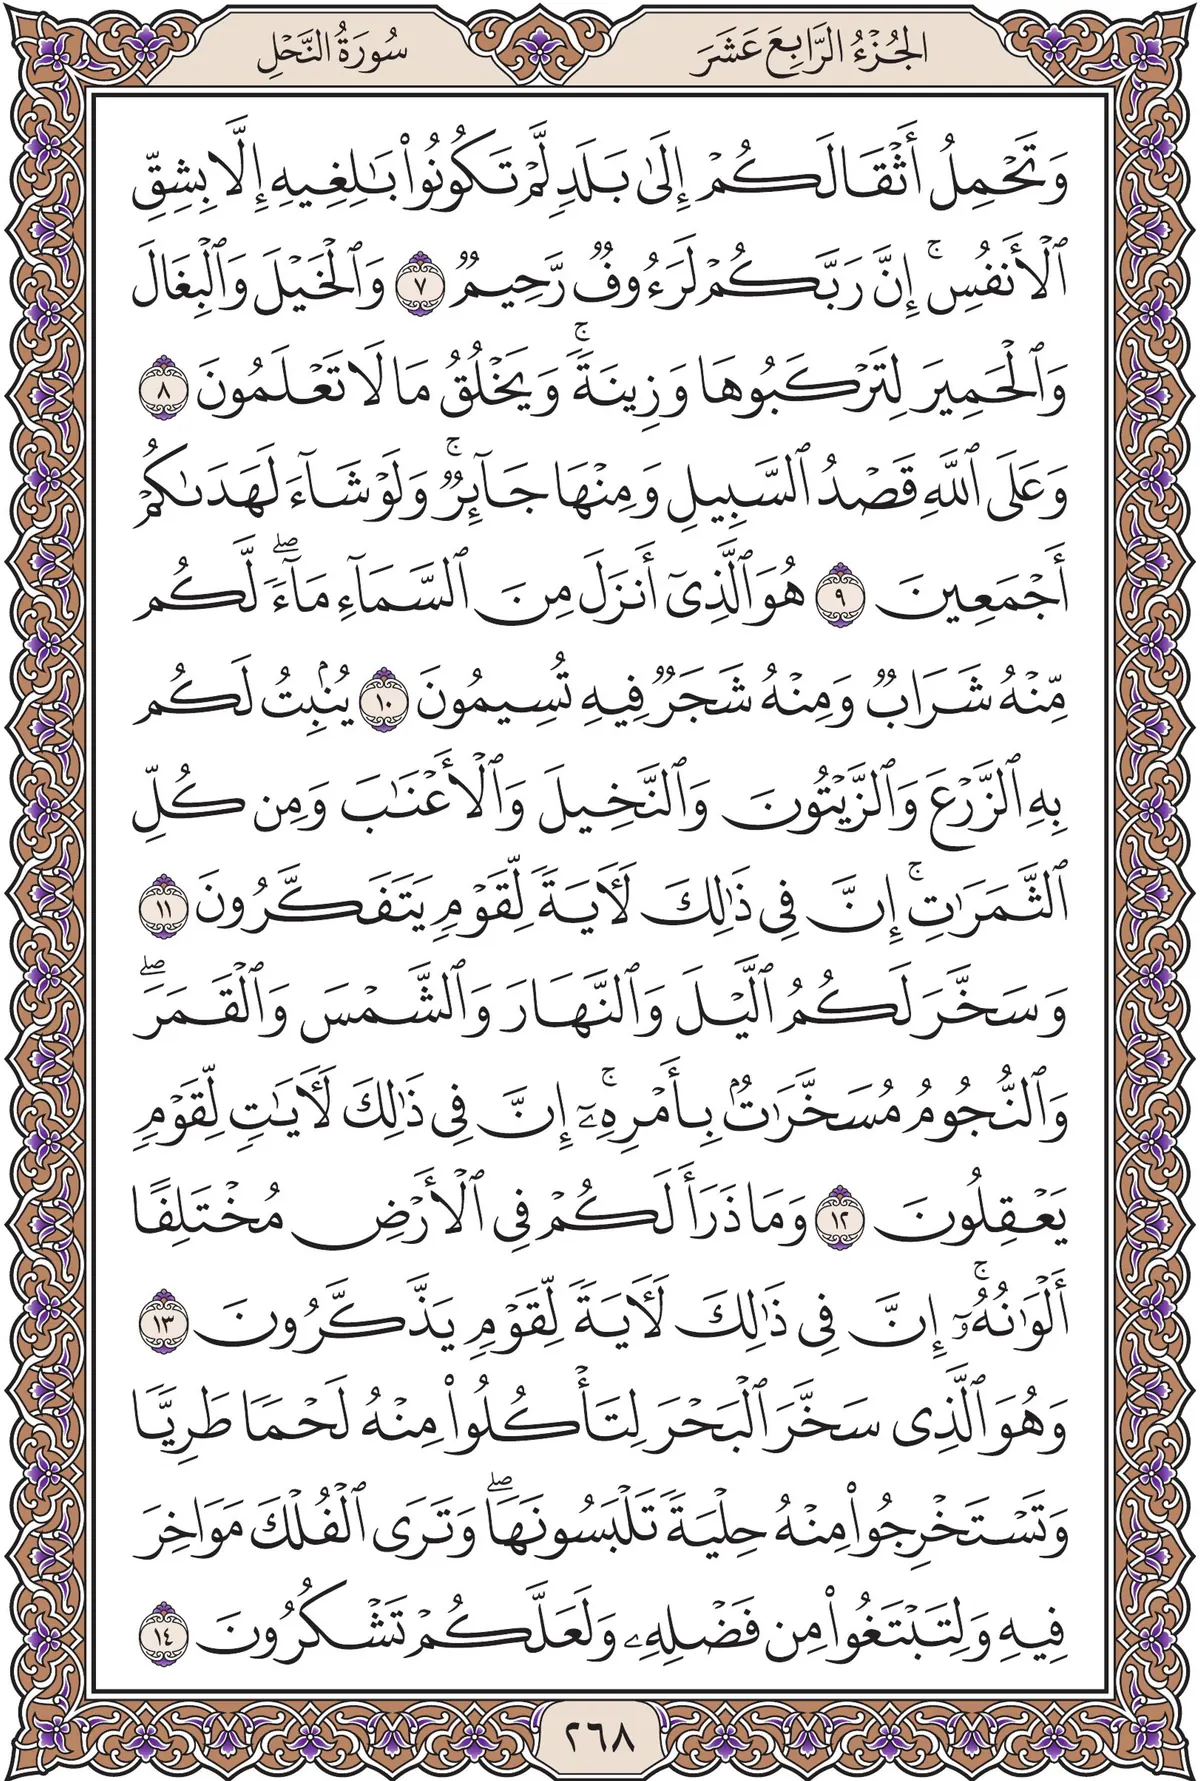 الجُزْءُ الرَّابِعَ عَشَرَ
سُورَةُ النَّحْلِ
وَتَحْمِلُ أَثْقَالَكُمْ إِلَىٰ بَلَدٍ لَّمْ تَكُونُوا۟ بَـٰلِغِيهِ إِلَّا بِشِقِّ
ٱلْأَنفُسِ ۚ إِنَّ رَبَّكُمْ لَرَءُوفٌ رَّحِيمٌ ٧ وَٱلْخَيْلَ وَٱلْبِغَالَ
وَٱلْحَمِيرَ لِتَرْكَبُوهَا وَزِينَةً ۚ وَيَخْلُقُ مَا لَا تَعْلَمُونَ ٨
وَعَلَى ٱللَّهِ قَصْدُ ٱلسَّبِيلِ وَمِنْهَا جَآئِرٌ ۚ وَلَوْ شَآءَ لَهَدَىٰكُمْ
أَجْمَعِينَ ٩ هُوَ ٱلَّذِىٓ أَنزَلَ مِنَ ٱلسَّمَآءِ مَآءً ۖ لَّكُم
مِّنْهُ شَرَابٌ وَمِنْهُ شَجَرٌ فِيهِ تُسِيمُونَ ١٠ يُنۢبِتُ لَكُم
بِهِ ٱلزَّرْعَ وَٱلزَّيْتُونَ وَٱلنَّخِيلَ وَٱلْأَعْنَـٰبَ وَمِن كُلِّ
ٱلثَّمَرَٰتِ ۗ إِنَّ فِى ذَٰلِكَ لَـَٔايَةً لِّقَوْمٍ يَتَفَكَّرُونَ ١١
وَسَخَّرَ لَكُمُ ٱلَّيْلَ وَٱلنَّهَارَ وَٱلشَّمْسَ وَٱلْقَمَرَ ۖ
وَٱلنُّجُومُ مُسَخَّرَٰتٌۢ بِأَمْرِهِۦٓ ۚ إِنَّ فِى ذَٰلِكَ لَـَٔايَـٰتٍ لِّقَوْمٍ
يَعْقِلُونَ ١٢ وَمَا ذَرَأَ لَكُمْ فِى ٱلْأَرْضِ مُخْتَلِفًا
أَلْوَٰنُهُۥٓ ۚ إِنَّ فِى ذَٰلِكَ لَـَٔايَةً لِّقَوْمٍ يَذَّكَّرُونَ ١٣
وَهُوَ ٱلَّذِى سَخَّرَ ٱلْبَحْرَ لِتَأْكُلُوا۟ مِنْهُ لَحْمًا طَرِيًّا
وَتَسْتَخْرِجُوا۟ مِنْهُ حِلْيَةً تَلْبَسُونَهَا ۖ وَتَرَى ٱلْفُلْكَ مَوَاخِرَ
فِيهِ وَلِتَبْتَغُوا۟ مِن فَضْلِهِۦ وَلَعَلَّكُمْ تَشْكُرُونَ ١٤
٢٦٨